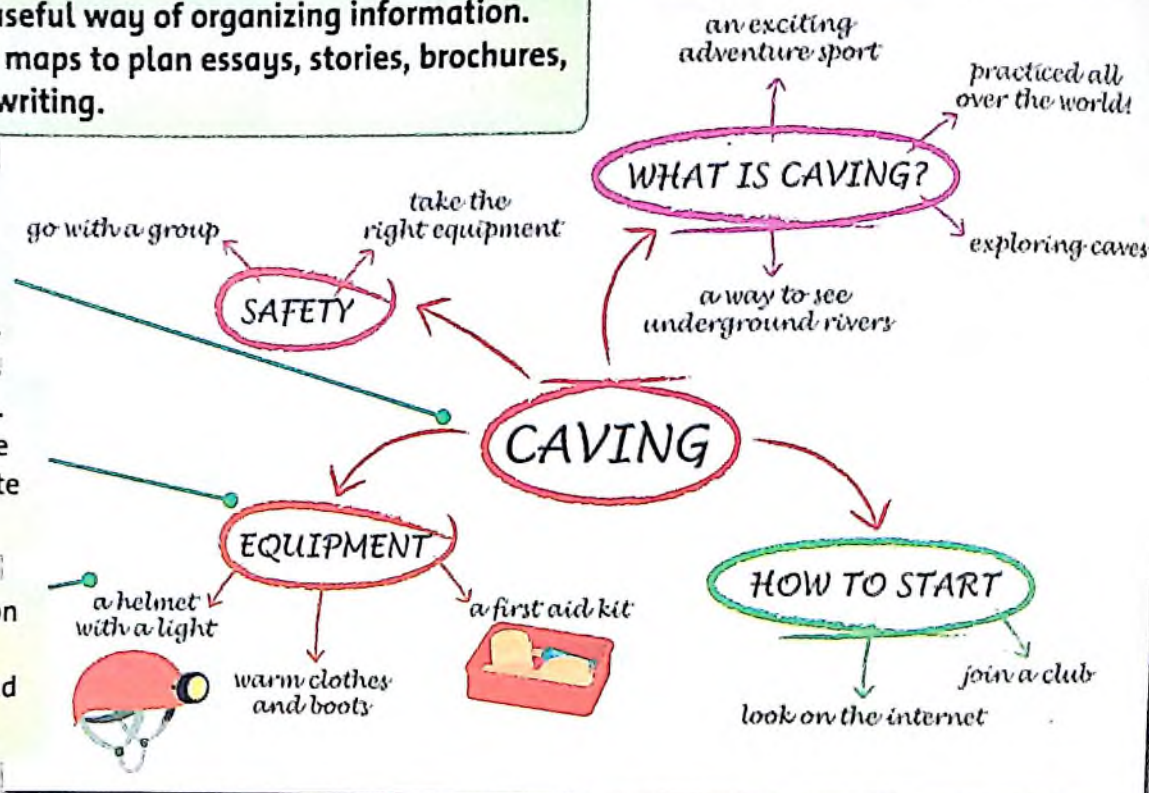 useful way of organizing information.
maps to plan essays, stories, brochures,
writing.
an exciting
adventure sport
practiced all
over the world!
WHAT IS CAVING?
exploring caves
a way to see
underground rivers
go with a group
take the
right equipment
SAFETY
CAVING
EQUIPMENT
a helmet
with a light
warm clothes
and boots
a first aid kit
HOW TO START
look on the internet
join a club